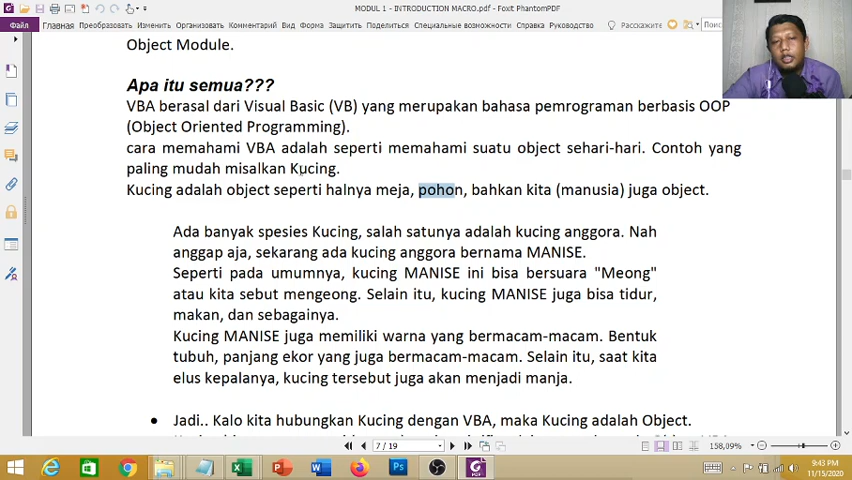 MODUL 1 - INTRODUCTION MACRO.pdf - Foxit PhantomPDF
Файл Главная Преобразовать Изменить Организовать Комментарий Вид Форма Защитить Поделиться Специальные возможности Справка Руководство Расскажите Поис
Object Module.
Apa itu semua???
VBA berasal dari Visual Basic (VB) yang merupakan bahasa pemrograman berbasis OOP
(Object Oriented Programming).
cara memahami VBA adalah seperti memahami suatu object sehari-hari. Contoh yang
paling mudah misalkan Kucing.
Kucing adalah object seperti halnya meja, pohon, bahkan kita (manusia) juga object.
Ada banyak spesies Kucing, salah satunya adalah kucing anggora. Nah
anggap aja, sekarang ada kucing anggora bernama MANISE.
Seperti pada umumnya, kucing MANISE ini bisa bersuara "Meong"
atau kita sebut mengeong. Selain itu, kucing MANISE juga bisa tidur,
makan, dan sebagainya.
Kucing MANISE juga memiliki warna yang bermacam-macam. Bentuk
tubuh, panjang ekor yang juga bermacam-macam. Selain itu, saat kita
elus kepalanya, kucing tersebut juga akan menjadi manja.
• Jadi.. Kalo kita hubungkan Kucing dengan VBA, maka Kucing adalah Object.
7 / 19
158,09%
9:43 PM
11/15/2020